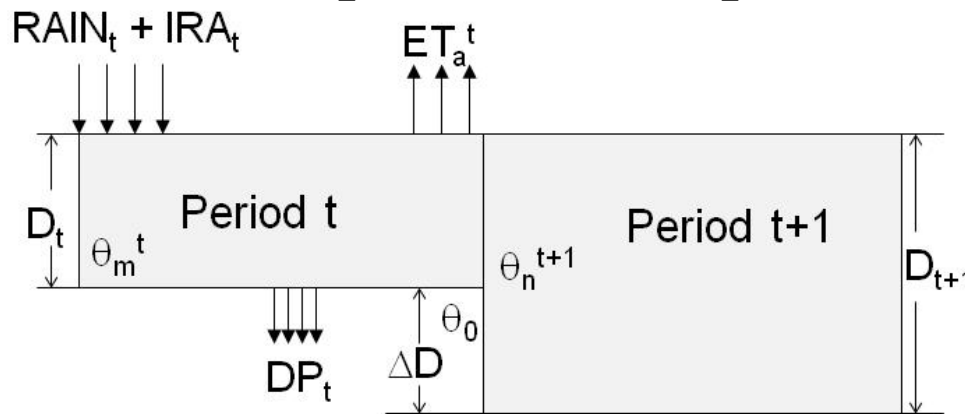 RAINₜ + IRAₜ
ETₐᵗ
Dₜ
Period t
Period t+1
θₘᵗ
θₙᵗ⁺¹
Dₜ₊₁
θ₀
ΔD
DPₜ